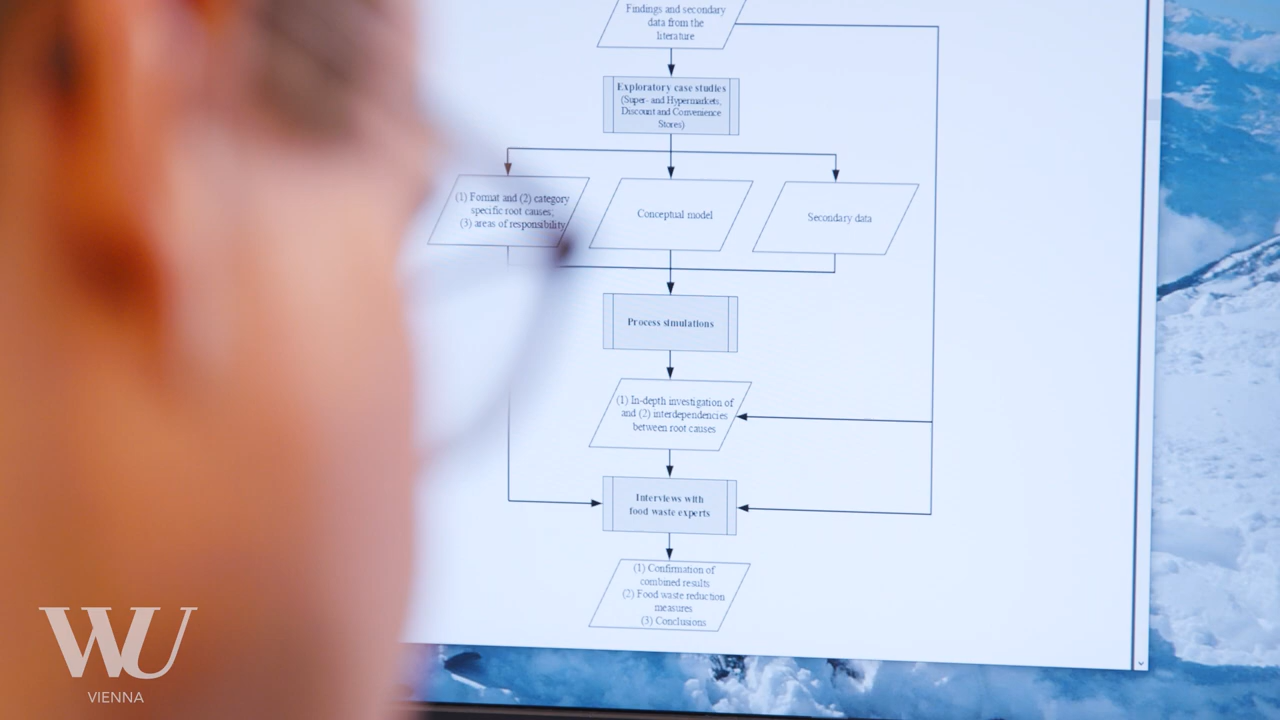 Findings and secondary
data from the
literature
Exploratory case studies
(Super- and Hypermarkets,
Discount and Convenience
Stores)
(1) Format and (2) category
specific root causes;
(3) areas of responsibility
Conceptual model
Secondary data
Process simulations
(1) In-depth investigation of
and (2) interdependencies
between root causes
Interviews with
food waste experts
(1) Confirmation of
combined results
(2) Food waste reduction
measures
(3) Conclusions
WU
VIENNA